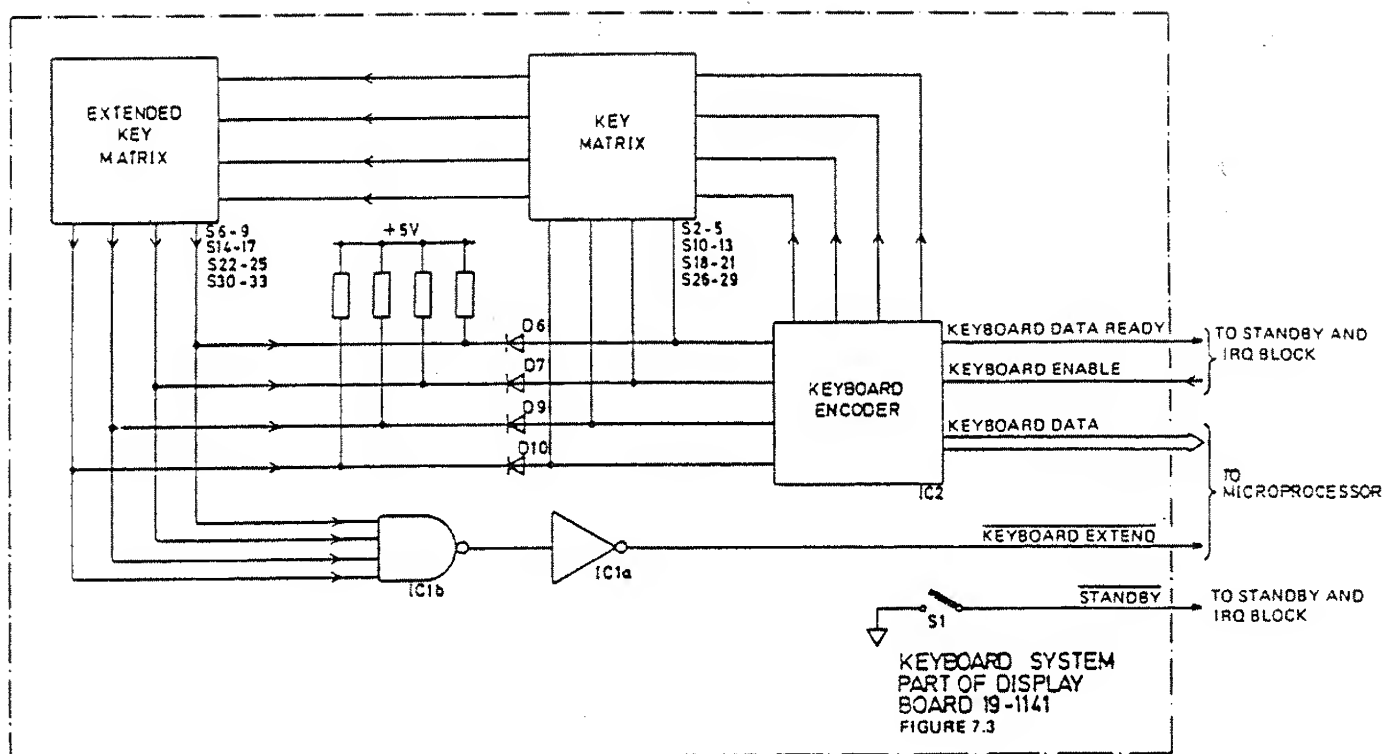 EXTENDED
KEY
MATRIX
KEY
MATRIX
S6-9
S14-17
S22-25
S30-33
+5V
S2-5
S10-13
S18-21
S26-29
D6
D7
D9
D10
KEYBOARD
ENCODER
IC2
KEYBOARD DATA READY
KEYBOARD ENABLE
TO STANDBY AND
IRQ BLOCK
KEYBOARD DATA
TO
MICROPROCESSOR
KEYBOARD EXTEND
IC1b
IC1a
STANDBY
TO STANDBY AND
IRQ BLOCK
S1
KEYBOARD SYSTEM
PART OF DISPLAY
BOARD 19-1141
FIGURE 7.3